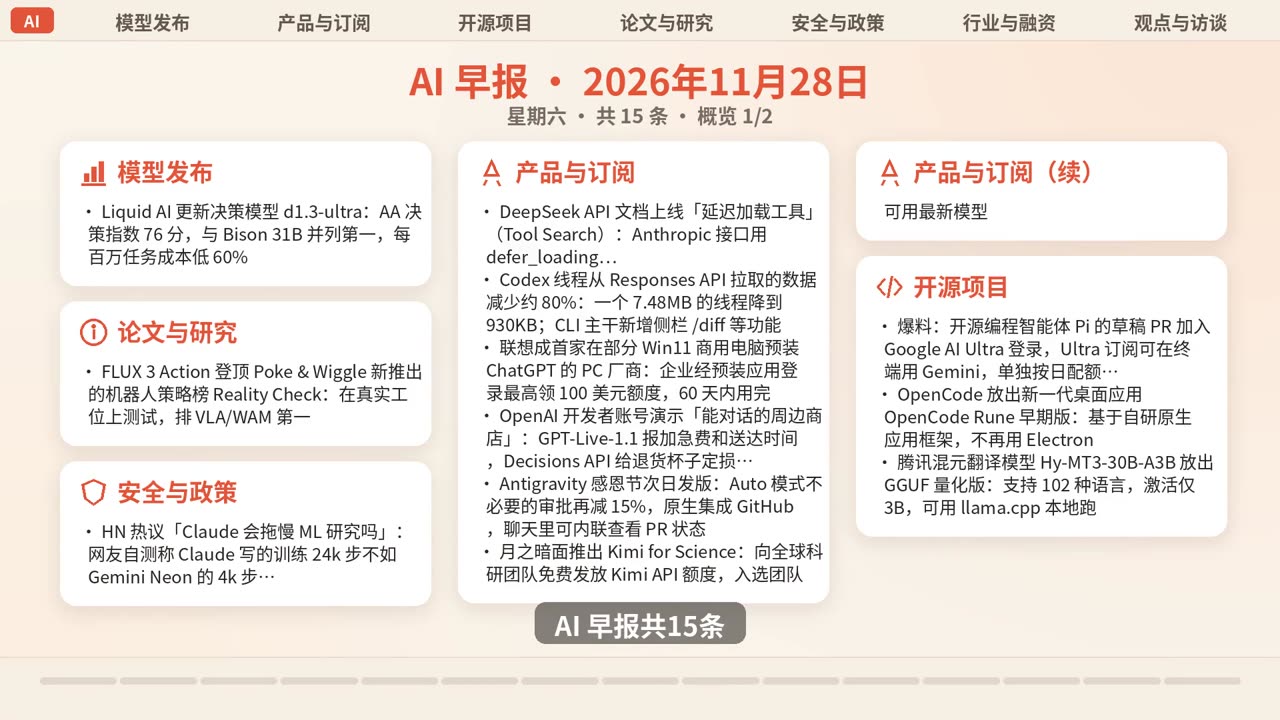 AI 模型发布 产品与订阅 开源项目 论文与研究 安全与政策 行业与融资 观点与访谈
AI 早报 · 2026年11月28日
星期六 · 共 15 条 · 概览 1/2
模型发布
· Liquid AI 更新决策模型 d1.3-ultra：AA 决
策指数 76 分，与 Bison 31B 并列第一，每
百万任务成本低 60%
论文与研究
· FLUX 3 Action 登顶 Poke & Wiggle 新推出
的机器人策略榜 Reality Check：在真实工
位上测试，排 VLA/WAM 第一
安全与政策
· HN 热议「Claude 会拖慢 ML 研究吗」：
网友自测称 Claude 写的训练 24k 步不如
Gemini Neon 的 4k 步…
产品与订阅
· DeepSeek API 文档上线「延迟加载工具」
（Tool Search）：Anthropic 接口用
defer_loading…
· Codex 线程从 Responses API 拉取的数据
减少约 80%：一个 7.48MB 的线程降到
930KB；CLI 主干新增侧栏 /diff 等功能
· 联想成首家在部分 Win11 商用电脑预装
ChatGPT 的 PC 厂商：企业经预装应用登
录最高领 100 美元额度，60 天内用完
· OpenAI 开发者账号演示「能对话的周边商
店」：GPT-Live-1.1 报加急费和送达时间
，Decisions API 给退货杯子定损…
· Antigravity 感恩节次日发版：Auto 模式不
必要的审批再减 15%，原生集成 GitHub
，聊天里可内联查看 PR 状态
· 月之暗面推出 Kimi for Science：向全球科
研团队免费发放 Kimi API 额度，入选团队
产品与订阅（续）
可用最新模型
开源项目
· 爆料：开源编程智能体 Pi 的草稿 PR 加入
Google AI Ultra 登录，Ultra 订阅可在终
端用 Gemini，单独按日配额…
· OpenCode 放出新一代桌面应用
OpenCode Rune 早期版：基于自研原生
应用框架，不再用 Electron
· 腾讯混元翻译模型 Hy-MT3-30B-A3B 放出
GGUF 量化版：支持 102 种语言，激活仅
3B，可用 llama.cpp 本地跑
AI 早报共15条